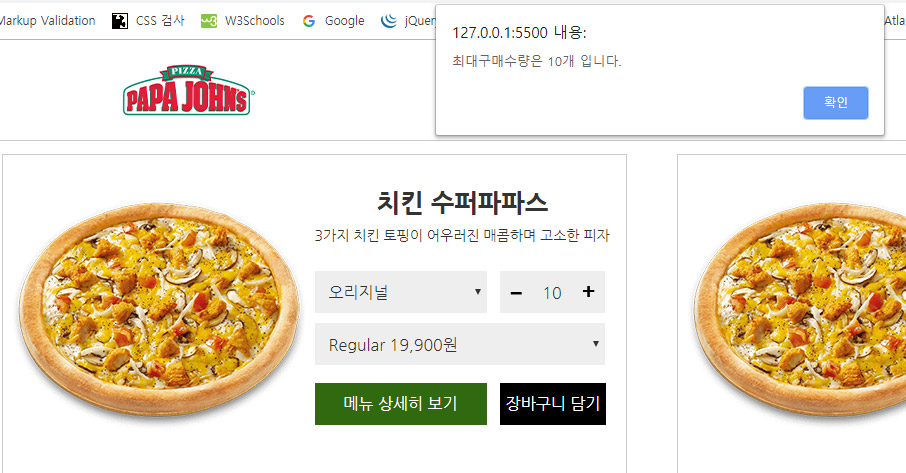 Markup Validation CSS 검사 W3Schools Google jQuer
Atla
127.0.0.1:5500 내용:
최대구매수량은 10개 입니다.
확인
PIZZA
PAPA JOHNS
치킨 수퍼파파스
3가지 치킨 토핑이 어우러진 매콤하며 고소한 피자
오리지널
− 10 +
Regular 19,900원
메뉴 상세히 보기
장바구니 담기